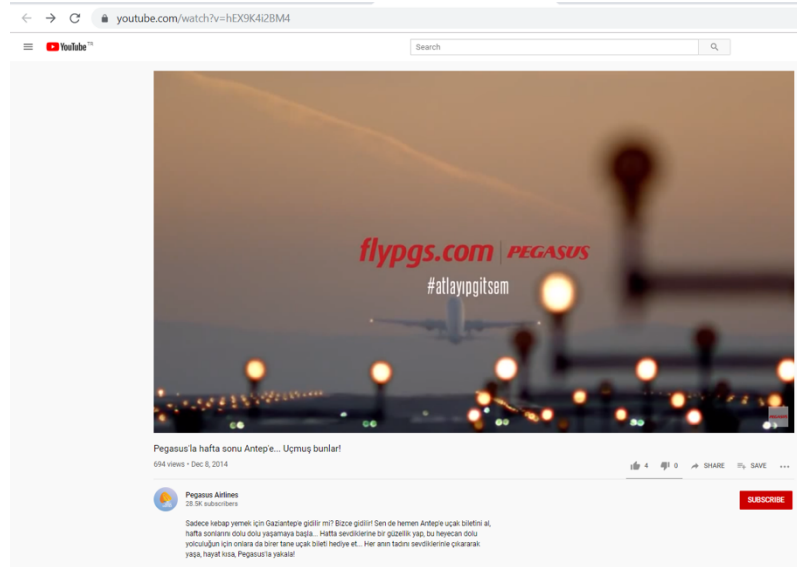 youtube.com/watch?v=hEX9K4i28M4
YouTube TR
Search
flypgs.com PEGASUS
#atlayıpgitsem
PEGASUS
Pegasus'la hafta sonu Antep'e... Uçmuş bunlar!
694 views • Dec 8, 2014
4 0 SHARE SAVE
Pegasus Airlines
28.5K subscribers
SUBSCRIBE
Sadece kebap yemek için Gaziantep'e gidilir mi? Bizce gidilir! Sen de hemen Antep'e uçak biletini al,
hafta sonlarını dolu dolu yaşamaya başla... Hatta sevdiklerine bir güzellik yap, bu heyecan dolu
yolculuğun için onlara da birer tane uçak bileti hediye et... Her anın tadını sevdiklerinle çıkararak
yaşa, hayat kısa, Pegasus'la yakala!